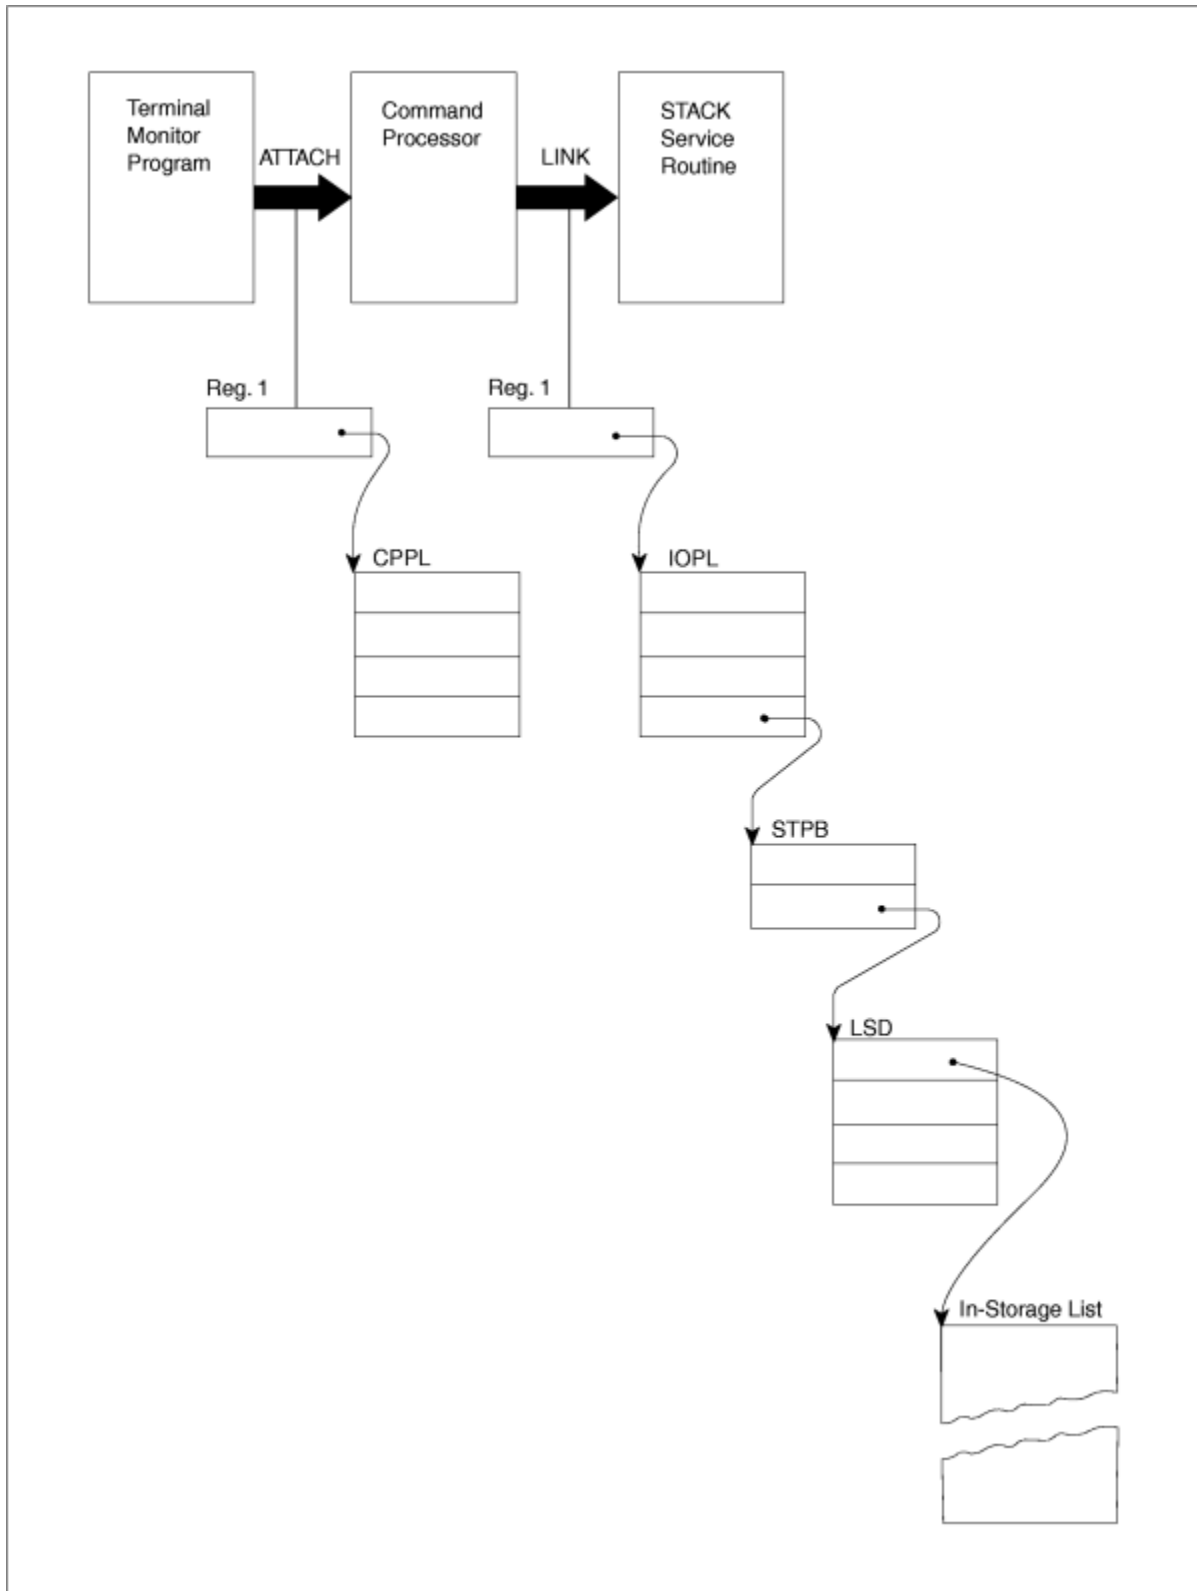 Terminal
Monitor
Program
ATTACH
Command
Processor
LINK
STACK
Service
Routine
Reg. 1
Reg. 1
CPPL
IOPL
STPB
LSD
In-Storage List